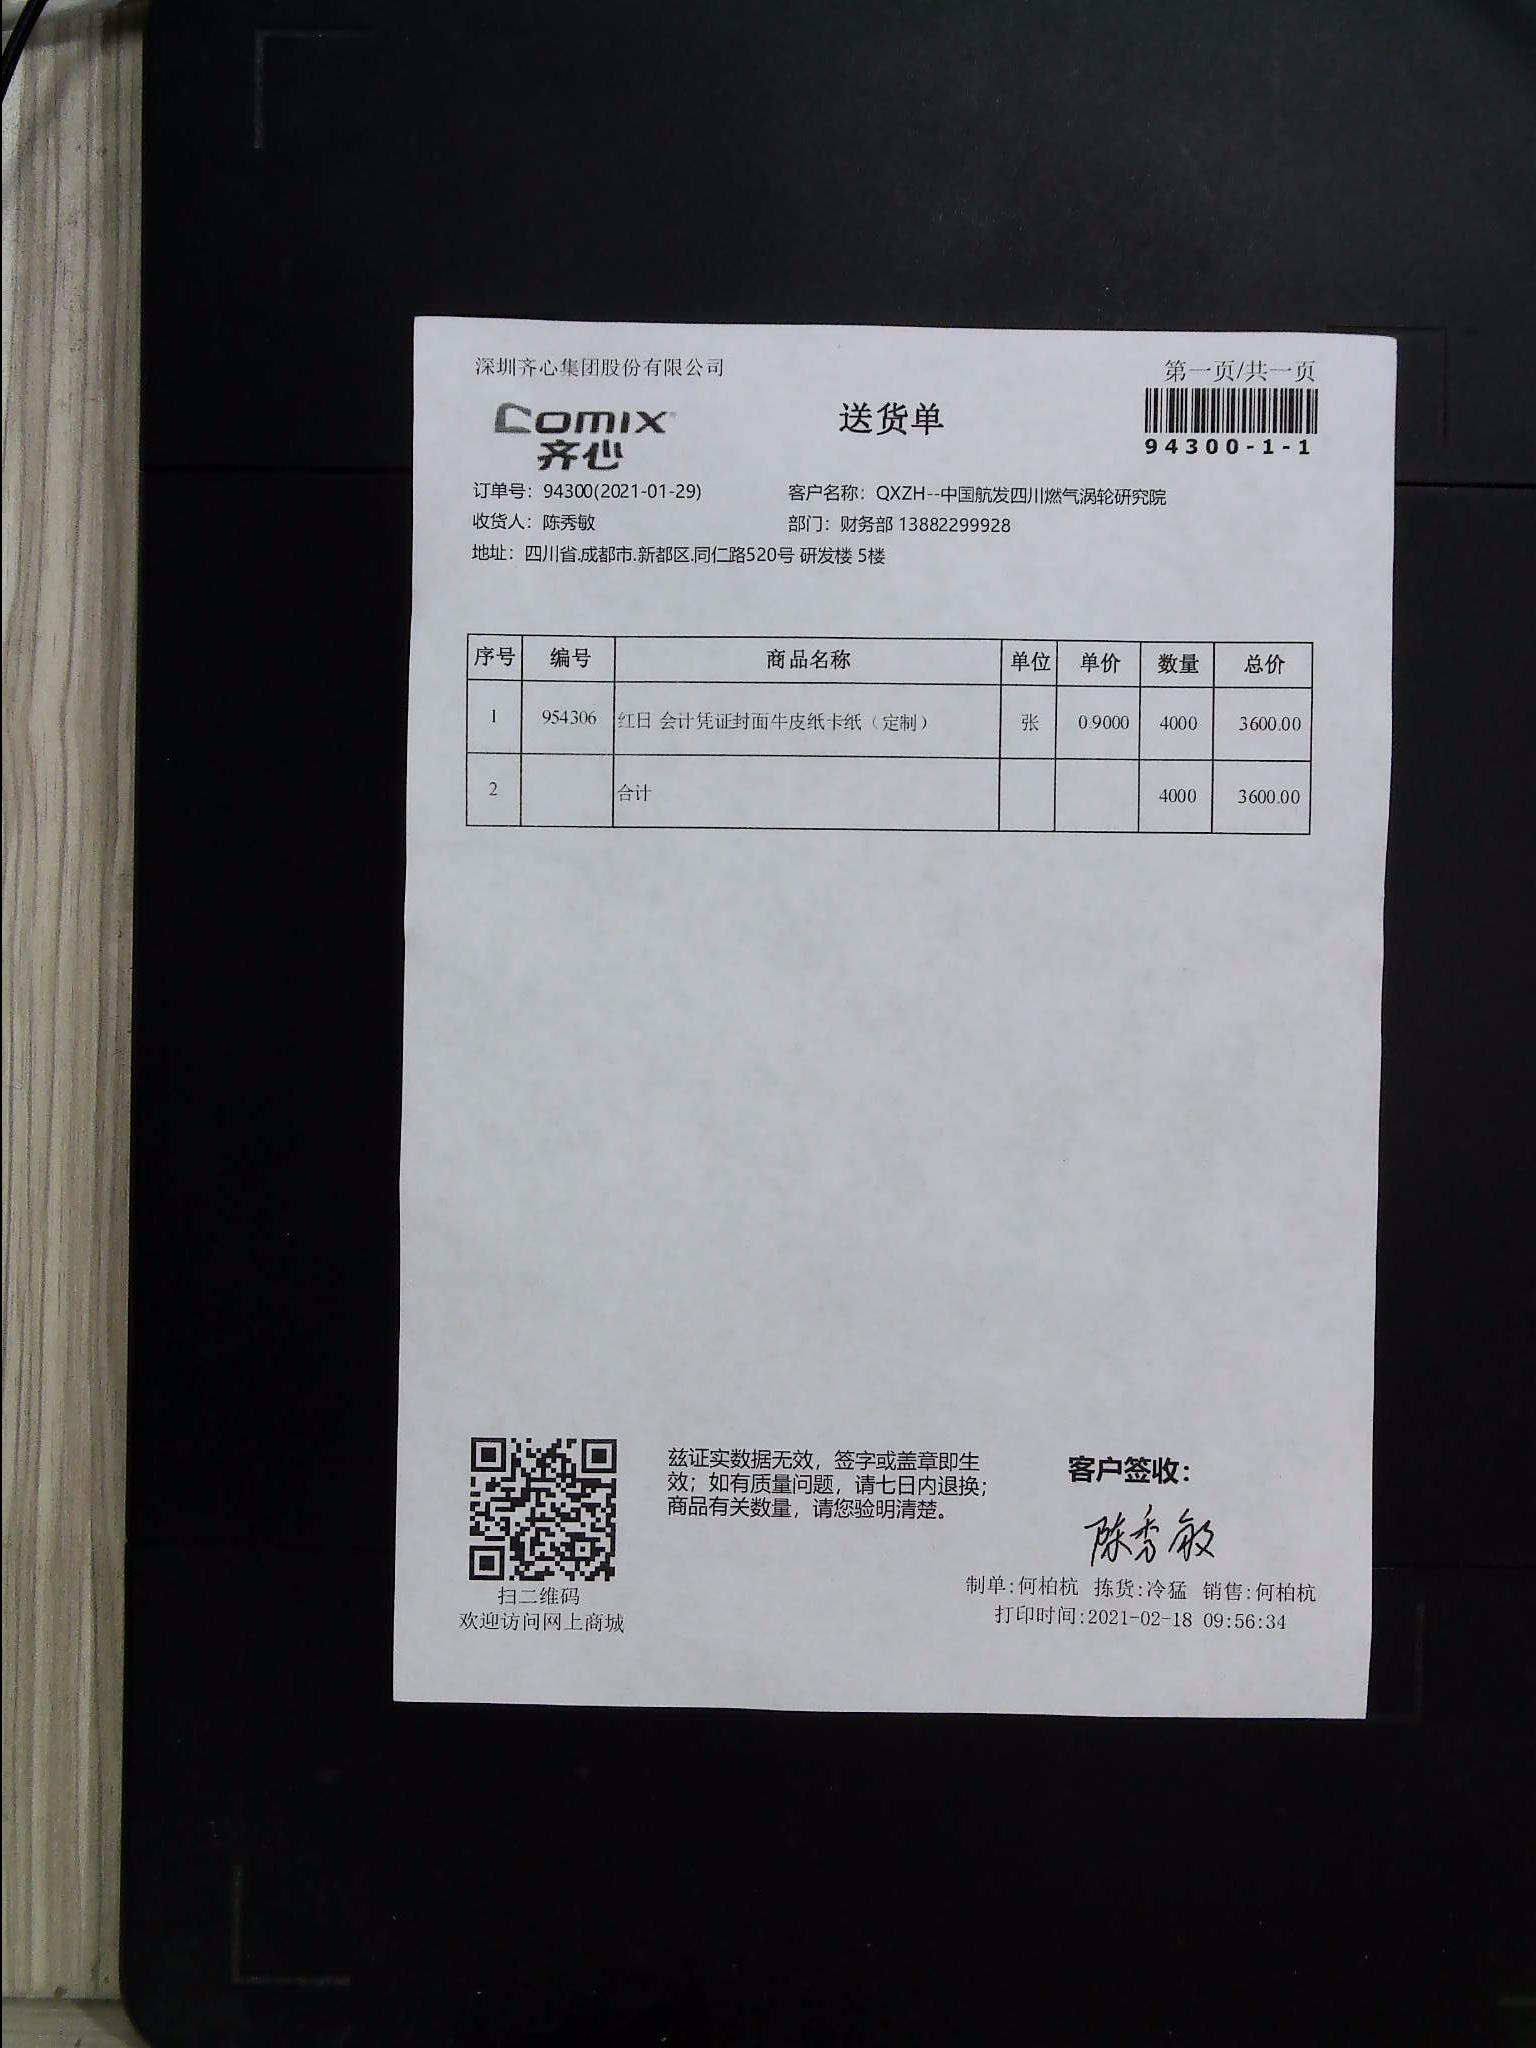 深圳齐心集团股份有限公司
第一页/共一页
comix
齐心
送货单
94300-1-1
订单号：94300(2021-01-29)
客户名称：QXZH--中国航发四川燃气涡轮研究院
收货人：陈秀敏
部门：财务部 13882299928
地址：四川省.成都市.新都区.同仁路520号 研发楼 5楼
序号 编号 商品名称 单位 单价 数量 总价
1 954306 红日 会计凭证封面牛皮纸卡纸（定制） 张 0.9000 4000 3600.00
2 合计 4000 3600.00
兹证实数据无效，签字或盖章即生
效；如有质量问题，请七日内退换；
商品有关数量，请您验明清楚。
客户签收：
陈秀敏
扫二维码
欢迎访问网上商城
制单:何柏杭 拣货:冷猛 销售:何柏杭
打印时间:2021-02-18 09:56:34